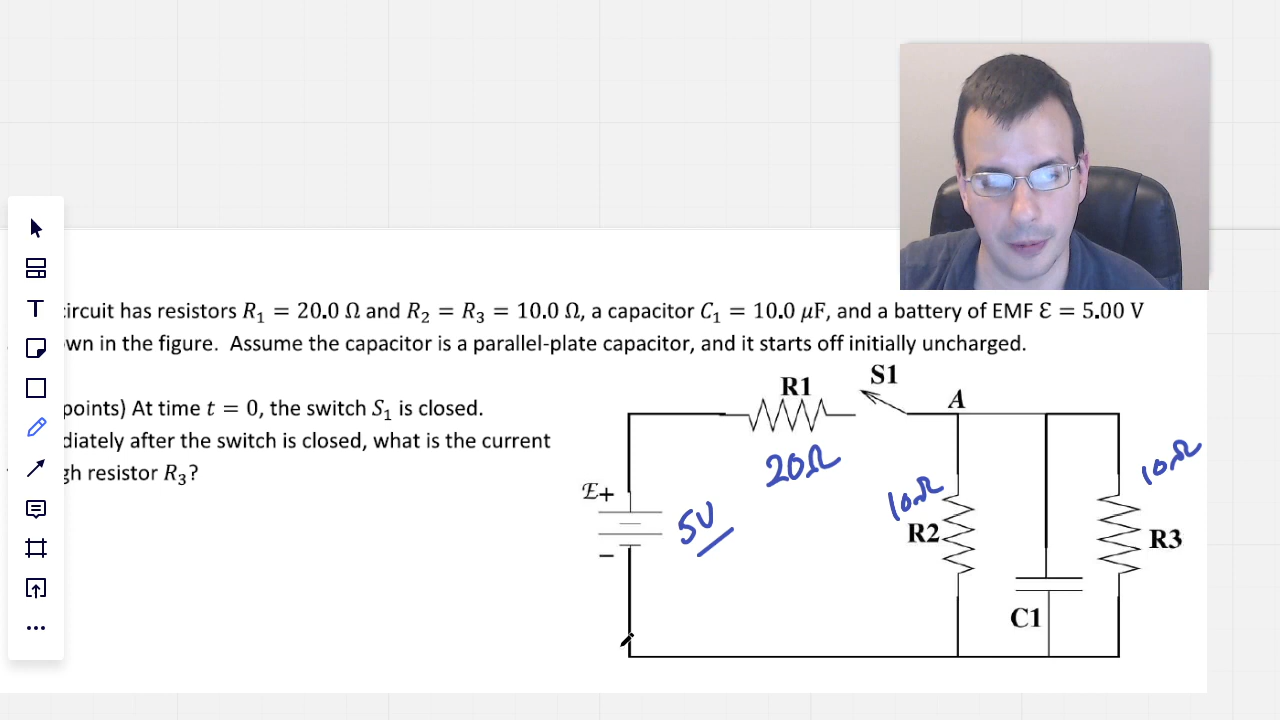 ircuit has resistors R₁ = 20.0 Ω and R₂ = R₃ = 10.0 Ω, a capacitor C₁ = 10.0 μF, and a battery of EMF ℰ = 5.00 V
wn in the figure. Assume the capacitor is a parallel-plate capacitor, and it starts off initially uncharged.
points) At time t = 0, the switch S₁ is closed.
diately after the switch is closed, what is the current
gh resistor R₃?
S1
R1
A
20Ω
10Ω
10Ω
ℰ+
5V
R2
R3
−
C1
T